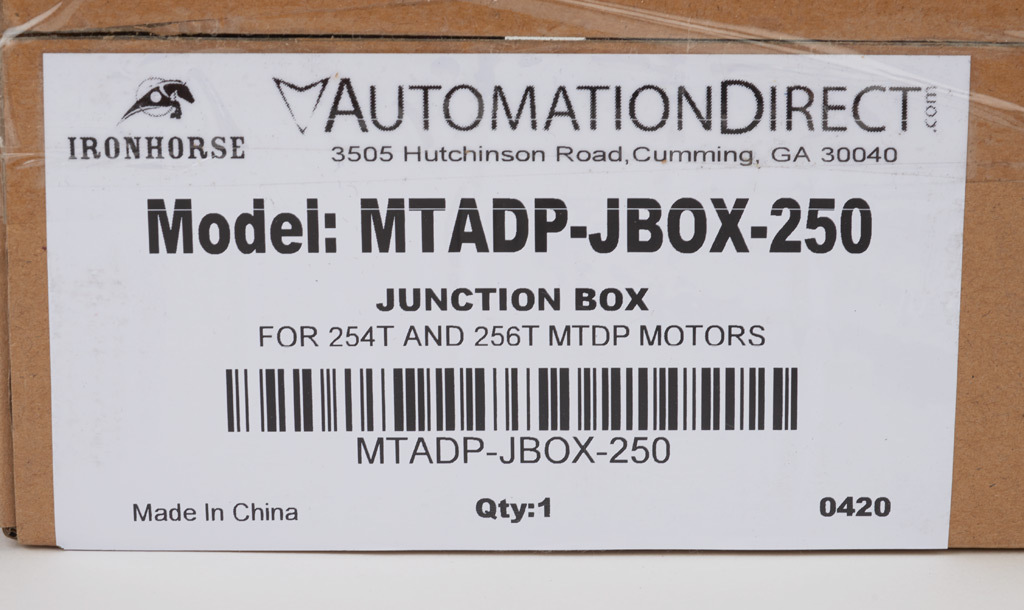 IRONHORSE
AUTOMATIONDIRECT.com
3505 Hutchinson Road,Cumming, GA 30040
Model: MTADP-JBOX-250
JUNCTION BOX
FOR 254T AND 256T MTDP MOTORS
MTADP-JBOX-250
Made In China
Qty:1
0420